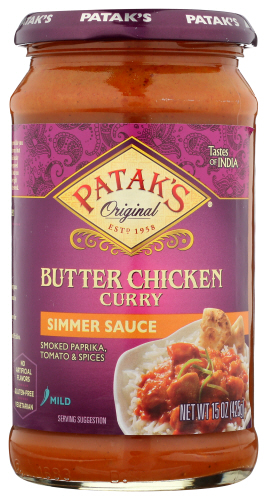 PATAK'S PATAK'S PATAK'S
Tastes
OF INDIA
PATAK'S
Original
ESTD 1958
BUTTER CHICKEN
CURRY
SIMMER SAUCE
SMOKED PAPRIKA,
TOMATO & SPICES
NO
ARTIFICIAL
FLAVORS
GLUTEN-FREE
VEGETARIAN
MILD
SERVING SUGGESTION
NET WT 15 OZ (425g)